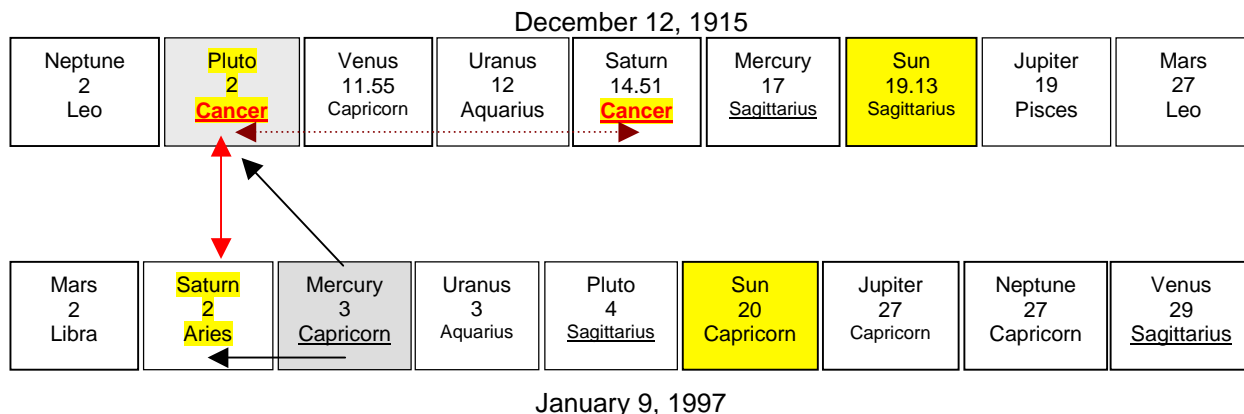 December 12, 1915
Neptune
2
Leo
Pluto
2
Cancer
Venus
11.55
Capricorn
Uranus
12
Aquarius
Saturn
14.51
Cancer
Mercury
17
Sagittarius
Sun
19.13
Sagittarius
Jupiter
19
Pisces
Mars
27
Leo
Mars
2
Libra
Saturn
2
Aries
Mercury
3
Capricorn
Uranus
3
Aquarius
Pluto
4
Sagittarius
Sun
20
Capricorn
Jupiter
27
Capricorn
Neptune
27
Capricorn
Venus
29
Sagittarius
January 9, 1997